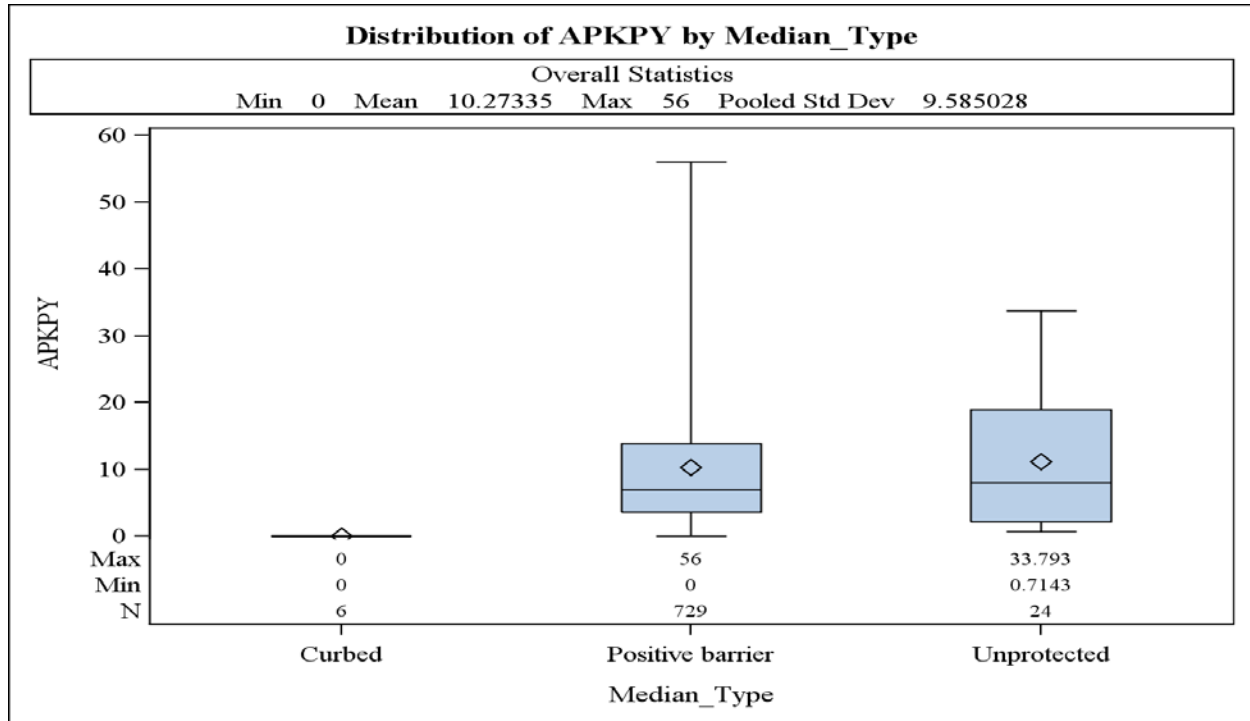 Distribution of APKPY by Median_Type
Overall Statistics
Min 0 Mean 10.27335 Max 56 Pooled Std Dev 9.585028
60
50
40
30
20
10
0
APKPY
Max 0 56 33.793
Min 0 0 0.7143
N 6 729 24
Curbed Positive barrier Unprotected
Median_Type